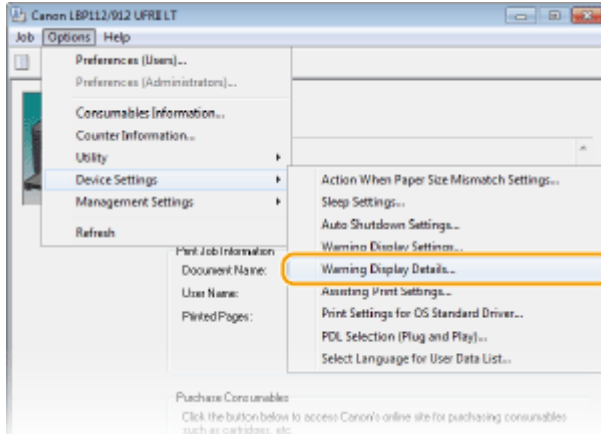 Canon LBP112/912 UFRII LT
Job Options Help
Preferences (Users)...
Preferences (Administrators)...
Consumables Information...
Counter Information...
Utility
Device Settings
Management Settings
Refresh
Action When Paper Size Mismatch Settings...
Sleep Settings...
Auto Shutdown Settings...
Warning Display Settings...
Warning Display Details...
Assisting Print Settings...
Print Settings for OS Standard Driver...
PDL Selection (Plug and Play)...
Select Language for User Data List...
Print Job Information
Document Name:
User Name:
Printed Pages:
Purchase Consumables
Click the button below to access Canon's online site for purchasing consumables
such as cartridges, etc.